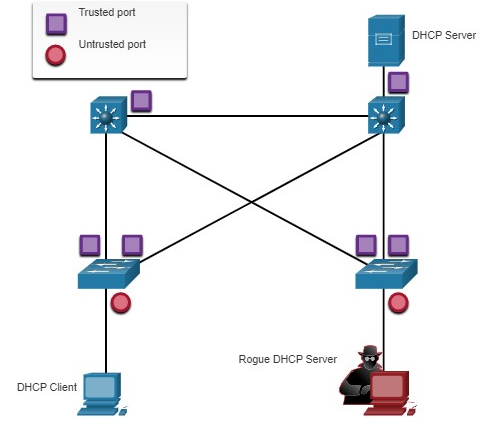 Trusted port
Untrusted port
DHCP Server
Rogue DHCP Server
DHCP Client